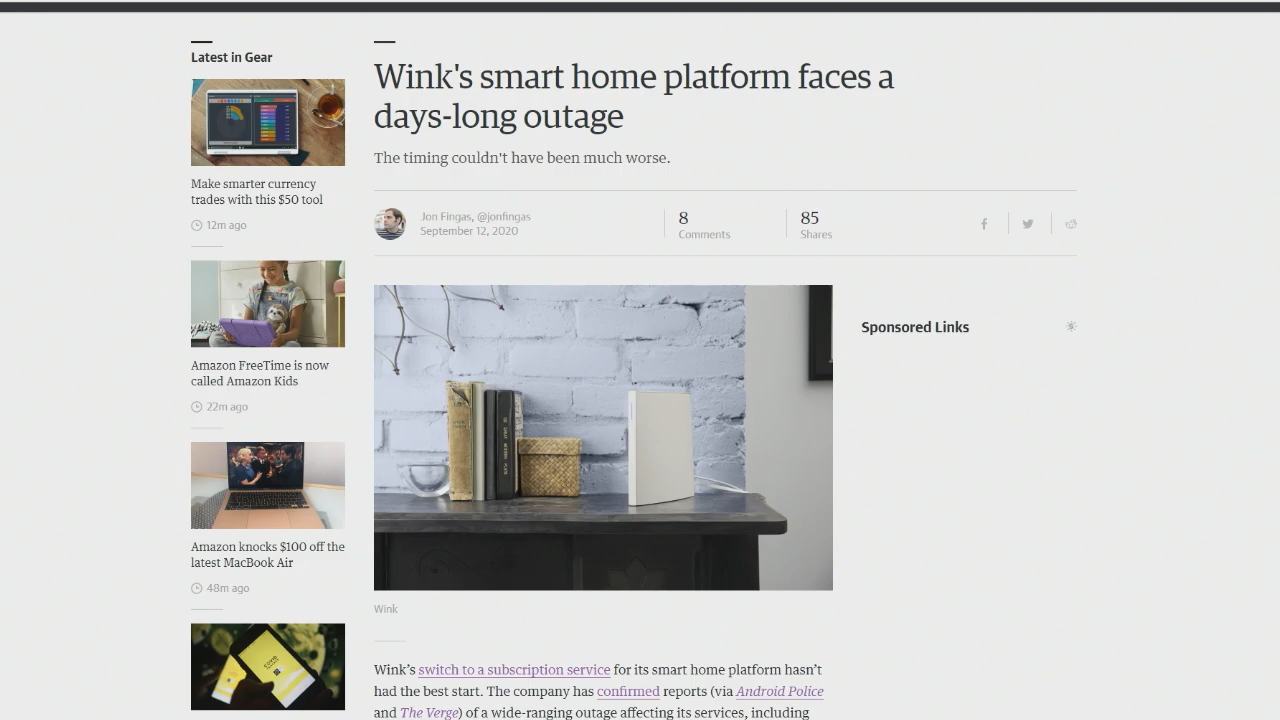 Latest in Gear
Make smarter currency
trades with this $50 tool
12m ago
Amazon FreeTime is now
called Amazon Kids
22m ago
Amazon knocks $100 off the
latest MacBook Air
48m ago
Wink's smart home platform faces a
days-long outage
The timing couldn't have been much worse.
Jon Fingas, @jonfingas
September 12, 2020
8
Comments
85
Shares
Sponsored Links
Wink
Wink's switch to a subscription service for its smart home platform hasn't
had the best start. The company has confirmed reports (via Android Police
and The Verge) of a wide-ranging outage affecting its services, including